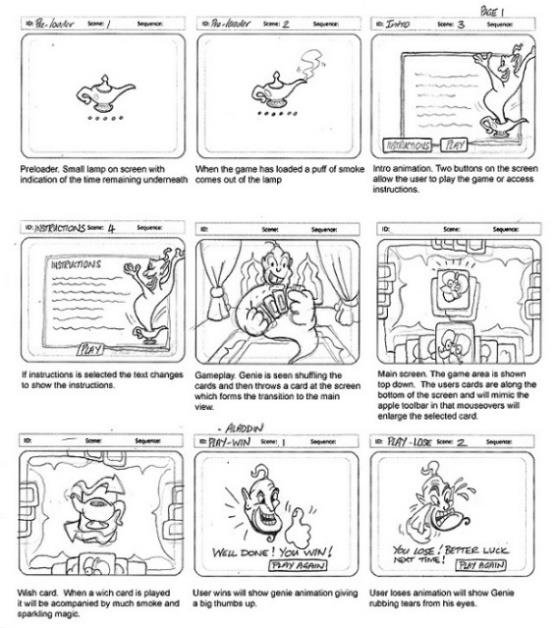 PAGE 1
ID: Pre-loader Scene: 1 Sequence:
ID: Pre-loader Scene: 2 Sequence:
ID: INTRO Scene: 3 Sequence:
INSTRUCTIONS PLAY
Preloader. Small lamp on screen with
indication of the time remaining underneath
When the game has loaded a puff of smoke
comes out of the lamp
Intro animation. Two buttons on the screen
allow the user to play the game or access
instructions.
ID: INSTRUCTIONS Scene: 4 Sequence:
ID: Scene: Sequence:
ID: Scene: Sequence:
INSTRUCTIONS
PLAY
If instructions is selected the text changes
to show the instructions.
Gameplay. Genie is seen shuffling the
cards and then throws a card at the screen
which forms the transition to the main
view.
Main screen. The game area is shown
top down. The users cards are along the
bottom of the screen and will mimic the
apple toolbar in that mouseovers will
enlarge the selected card.
- ALADDIN
ID: — Scene: Sequence:
ID: PLAY-WIN Scene: 1 Sequence:
ID: PLAY-LOSE Scene: 2 Sequence:
WELL DONE! YOU WIN!
PLAY AGAIN
YOU LOSE! BETTER LUCK
NEXT TIME!
PLAY AGAIN
Wish card. When a wich card is played
it will be acompanied by much smoke and
sparkling magic.
User wins will show genie animation giving
a big thumbs up.
User loses animation will show Genie
rubbing tears from his eyes.